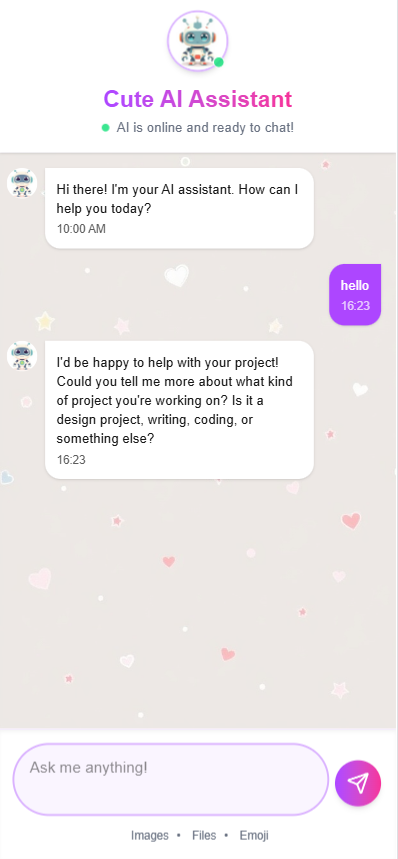 Cute AI Assistant
AI is online and ready to chat!
Hi there! I'm your AI assistant. How can I
help you today?
10:00 AM
hello
16:23
I'd be happy to help with your project!
Could you tell me more about what kind
of project you're working on? Is it a
design project, writing, coding, or
something else?
16:23
Ask me anything!
Images • Files • Emoji